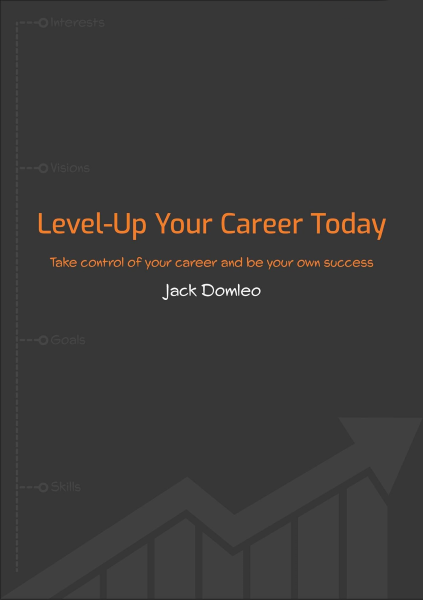 Interests
Visions
Level-Up Your Career Today
Take control of your career and be your own success
Jack Domleo
Goals
Skills